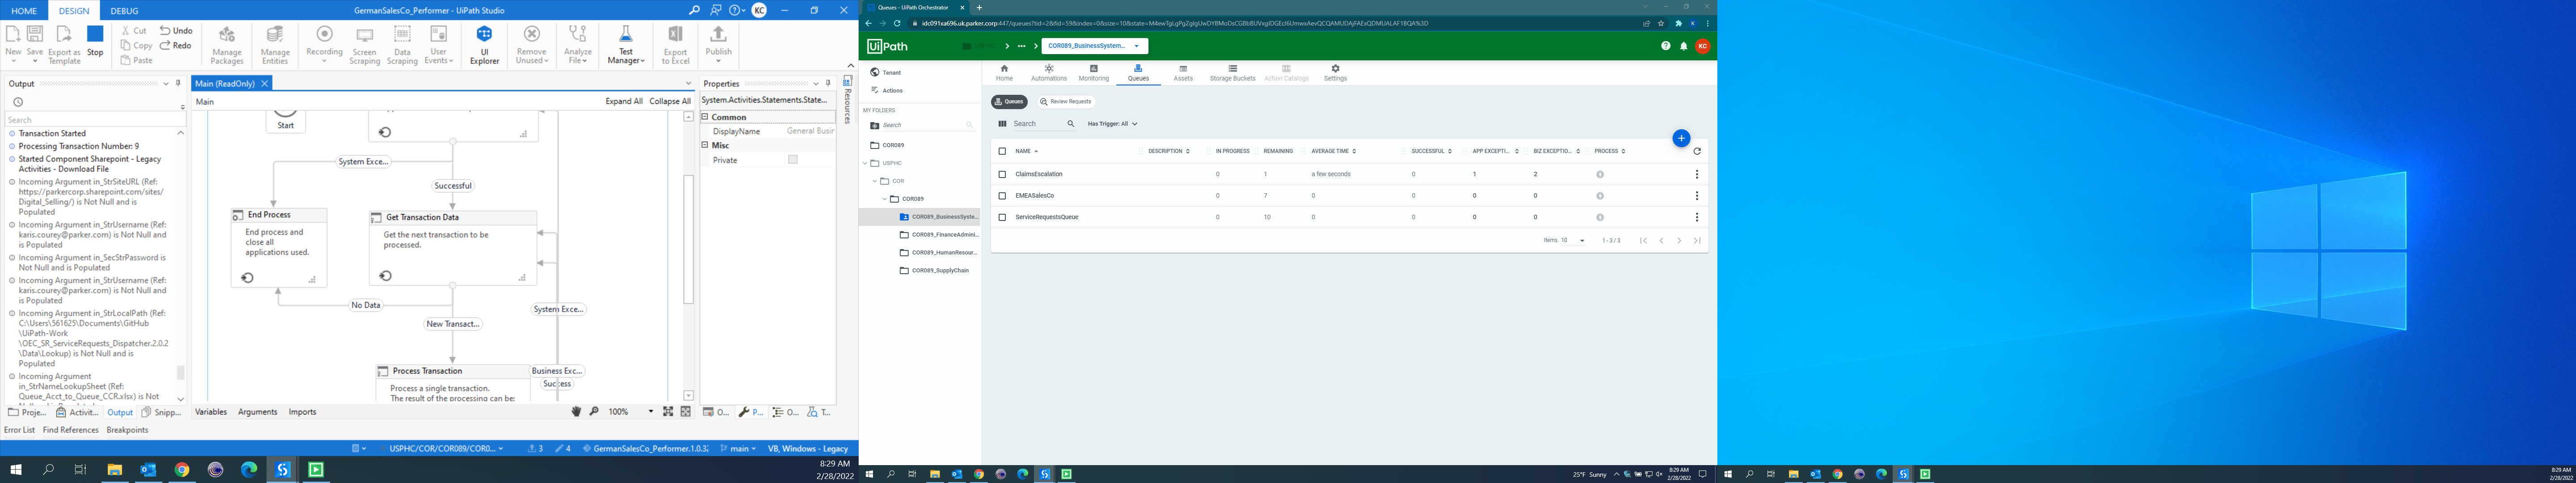 HOME DESIGN DEBUG GermanSalesCo_Performer - UiPath Studio KC
New Save Export as Template Stop Cut Copy Paste Undo Redo Manage Packages Manage Entities Recording Screen Scraping Data Scraping User Events UI Explorer Remove Unused Analyze File Test Manager Export to Excel Publish
Output
Search
Transaction Started
Processing Transaction Number: 9
Started Component Sharepoint - Legacy
Activities - Download File
Incoming Argument in_StrSiteURL (Ref:
https://parkercorp.sharepoint.com/sites/
Digital_Selling/) is Not Null and is
Populated
Incoming Argument in_StrUsername (Ref:
karis.courey@parker.com) is Not Null and
is Populated
Incoming Argument in_SecStrPassword is
Not Null and is Populated
Incoming Argument in_StrUsername (Ref:
karis.courey@parker.com) is Not Null and
is Populated
Incoming Argument in_StrLocalPath (Ref:
C:\Users\561625\Documents\GitHub
\UiPath-Work
\OEC_SR_ServiceRequests_Dispatcher.2.0.2
\Data\Lookup) is Not Null and is
Populated
Incoming Argument
in_StrNameLookupSheet (Ref:
Queue_Acct_to_Queue_CCR.xlsx) is Not
Proje... Activit... Output Snipp...
Error List Find References Breakpoints
Main (ReadOnly)
Main Expand All Collapse All
Start
System Exce...
Successful
End Process
End process and
close all
applications used.
Get Transaction Data
Get the next transaction to be
processed.
No Data
System Exce...
New Transact...
Process Transaction
Business Exc...
Success
Process a single transaction.
The result of the processing can be:
Variables Arguments Imports 100%
Properties
System.Activities.Statements.State...
Common
DisplayName General Busir
Misc
Private
Resources
O... P... O... T...
USPHC/COR/COR089/COR0... 3 4 GermanSalesCo_Performer.1.0.3 main VB, Windows - Legacy
8:29 AM
2/28/2022
Queues - UiPath Orchestrator
UiPath USPHC ... COR089_BusinessSystem... KC
Tenant
Actions
MY FOLDERS
Search
COR089
USPHC
COR
COR089
COR089_BusinessSyste...
COR089_FinanceAdmini...
COR089_HumanResour...
COR089_SupplyChain
Home Automations Monitoring Queues Assets Storage Buckets Action Catalogs Settings
Queues Review Requests
Search Has Trigger: All
NAME DESCRIPTION IN PROGRESS REMAINING AVERAGE TIME SUCCESSFUL APP EXCEPTI... BIZ EXCEPTIO... PROCESS
ClaimsEscalation 0 1 a few seconds 0 1 2
EMEASalesCo 0 7 0 0 0 0
ServiceRequestsQueue 0 10 0 0 0 0
Items 10 1 - 3 / 3
25°F Sunny
8:29 AM
2/28/2022
8:29 AM
2/28/2022